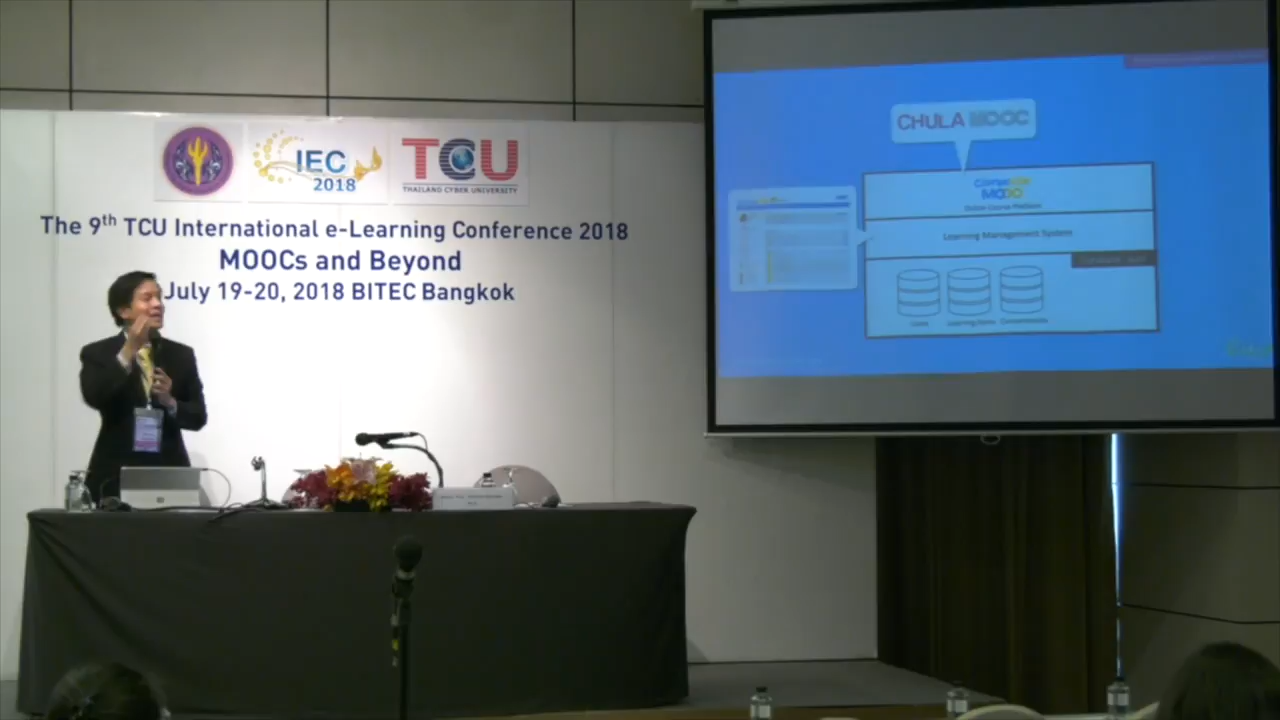 IEC
2018
TCU
THAILAND CYBER UNIVERSITY
The 9th TCU International e-Learning Conference 2018
MOOCs and Beyond
July 19-20, 2018 BITEC Bangkok
CHULA MOOC
MOOC
Learning Management System
Users